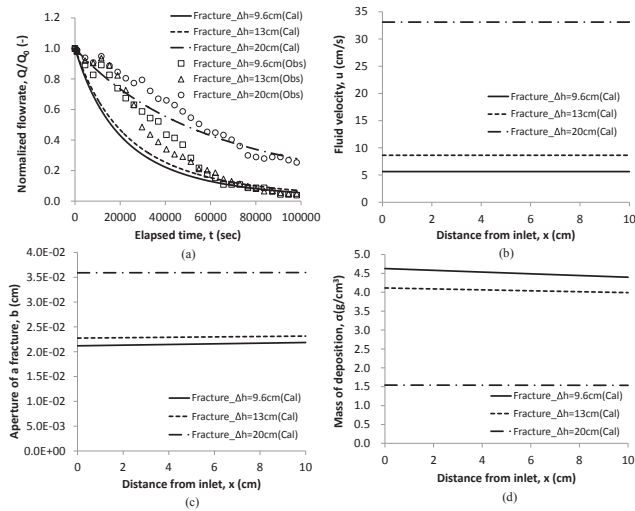 Normalized flowrate, Q/Q₀ (-)
1.2
1.0
0.8
0.6
0.4
0.2
0.0
Fracture_Δh=9.6cm(Cal)
Fracture_Δh=13cm(Cal)
Fracture_Δh=20cm(Cal)
Fracture_Δh=9.6cm(Obs)
Fracture_Δh=13cm(Obs)
Fracture_Δh=20cm(Obs)
0 20000 40000 60000 80000 100000
Elapsed time, t (sec)
(a)
Fluid velocity, u (cm/s)
35
30
25
20
15
10
5
0
Fracture_Δh=9.6cm(Cal)
Fracture_Δh=13cm(Cal)
Fracture_Δh=20cm(Cal)
0 2 4 6 8 10
Distance from inlet, x (cm)
(b)
Aperture of a fracture, b (cm)
4.0E-02
3.5E-02
3.0E-02
2.5E-02
2.0E-02
1.5E-02
1.0E-02
5.0E-03
0.0E+00
Fracture_Δh=9.6cm(Cal)
Fracture_Δh=13cm(Cal)
Fracture_Δh=20cm(Cal)
0 2 4 6 8 10
Distance from inlet, x (cm)
(c)
Mass of deposition, σ(g/cm³)
5.0
4.5
4.0
3.5
3.0
2.5
2.0
1.5
1.0
0.5
0.0
Fracture_Δh=9.6cm(Cal)
Fracture_Δh=13cm(Cal)
Fracture_Δh=20cm(Cal)
0 2 4 6 8 10
Distance from inlet, x (cm)
(d)